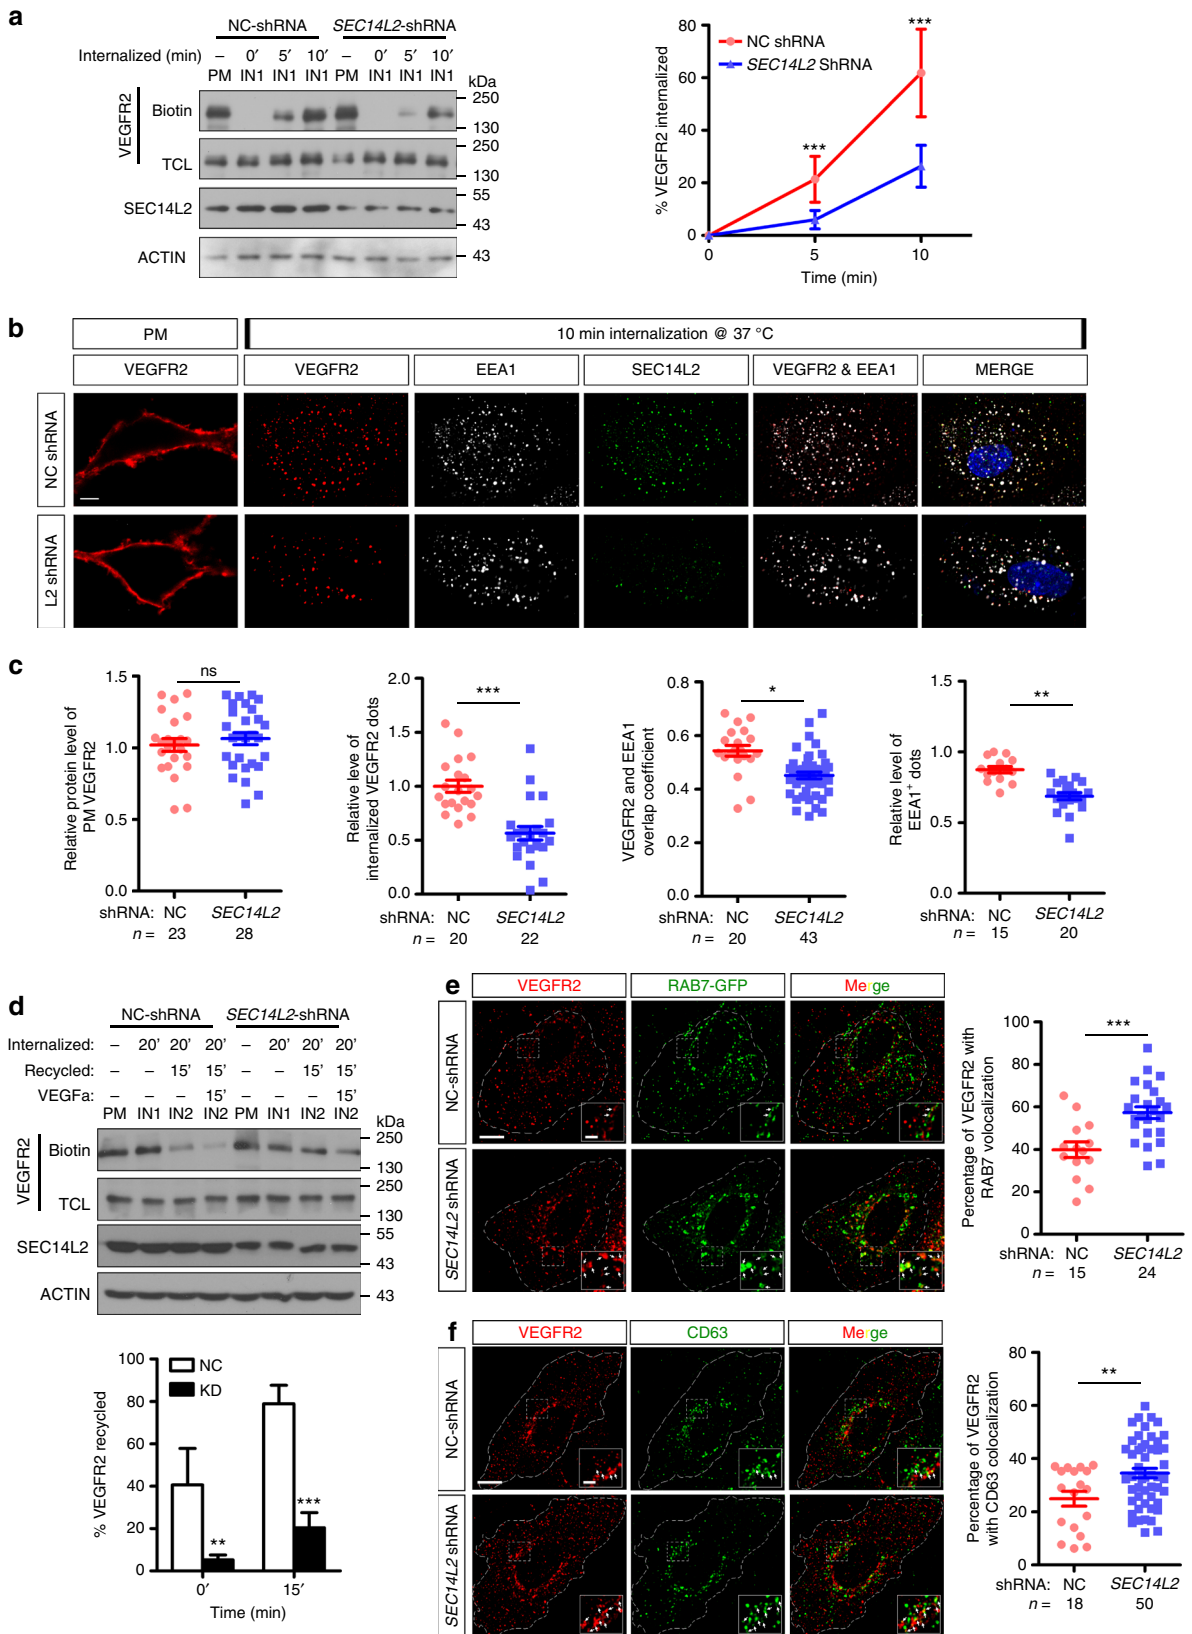 a
NC-shRNA SEC14L2-shRNA
Internalized (min) – 0′ 5′ 10′ – 0′ 5′ 10′
PM IN1 IN1 IN1 PM IN1 IN1 IN1 kDa
VEGFR2
Biotin 250
130
TCL 250
130
SEC14L2 55
43
ACTIN 43
% VEGFR2 internalized
80
60
40
20
0
NC shRNA
SEC14L2 ShRNA
***
***
0 5 10
Time (min)
b
PM 10 min internalization @ 37 °C
VEGFR2 VEGFR2 EEA1 SEC14L2 VEGFR2 & EEA1 MERGE
NC shRNA
L2 shRNA
c
Relative protein level of
PM VEGFR2
1.5
1.0
0.5
0.0
ns
shRNA: NC SEC14L2
n = 23 28
Relative level of
internalized VEGFR2 dots
2.0
1.5
1.0
0.5
0.0
***
shRNA: NC SEC14L2
n = 20 22
VEGFR2 and EEA1
overlap coefficient
0.8
0.6
0.4
0.2
0.0
*
shRNA: NC SEC14L2
n = 20 43
Relative level of
EEA1+ dots
1.5
1.0
0.5
0.0
**
shRNA: NC SEC14L2
n = 15 20
d
NC-shRNA SEC14L2-shRNA
Internalized: – 20' 20' 20' – 20' 20' 20'
Recycled: – – 15' 15' – – 15' 15'
VEGFa: – – – 15' – – – 15'
PM IN1 IN2 IN2 PM IN1 IN2 IN2 kDa
VEGFR2
Biotin 250
130
TCL 250
130
SEC14L2 55
43
ACTIN 43
% VEGFR2 recycled
100
80
60
40
20
0
NC
KD
**
***
0′ 15′
Time (min)
e
VEGFR2 RAB7-GFP Merge
NC-shRNA
SEC14L2 shRNA
Percentage of VEGFR2 with
RAB7 volocalization
100
80
60
40
20
0
***
shRNA: NC SEC14L2
n = 15 24
f
VEGFR2 CD63 Merge
NC-shRNA
SEC14L2 shRNA
Percentage of VEGFR2
with CD63 colocalization
80
60
40
20
0
**
shRNA: NC SEC14L2
n = 18 50